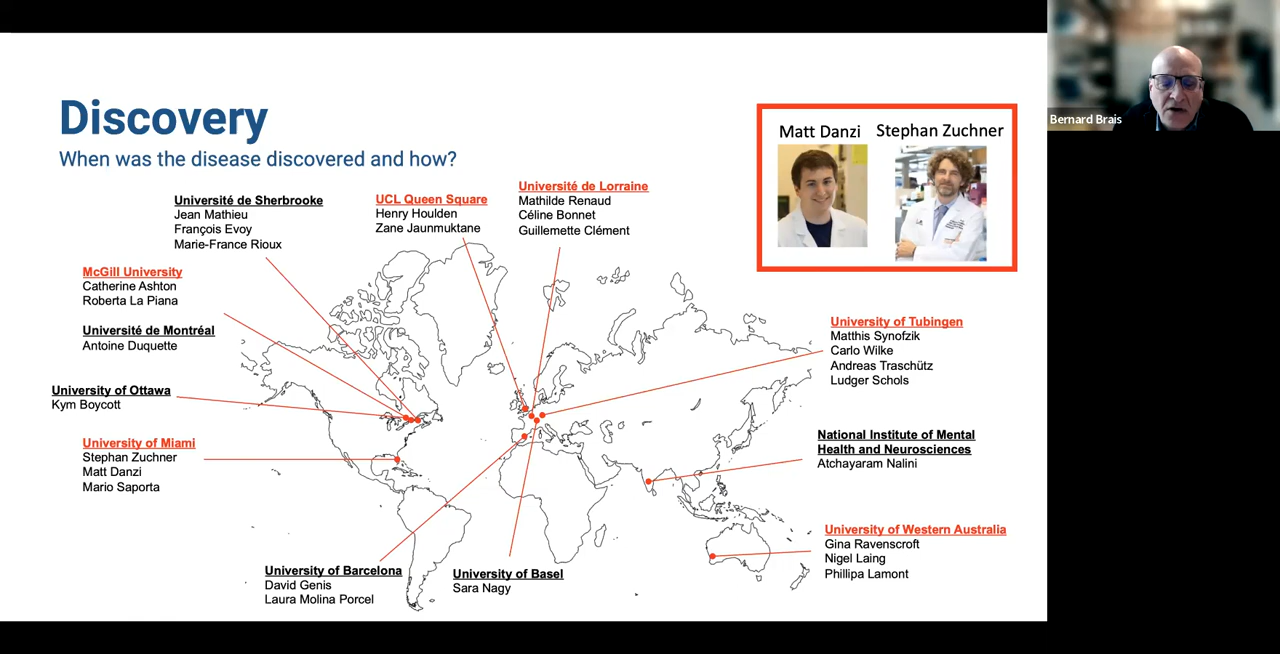 Discovery
When was the disease discovered and how?
Matt Danzi
Stephan Zuchner
Bernard Brais
Université de Sherbrooke
Jean Mathieu
François Evoy
Marie-France Rioux
UCL Queen Square
Henry Houlden
Zane Jaunmuktane
Université de Lorraine
Mathilde Renaud
Céline Bonnet
Guillemette Clément
McGill University
Catherine Ashton
Roberta La Piana
Université de Montréal
Antoine Duquette
University of Ottawa
Kym Boycott
University of Miami
Stephan Zuchner
Matt Danzi
Mario Saporta
University of Tubingen
Matthis Synofzik
Carlo Wilke
Andreas Traschütz
Ludger Schols
National Institute of Mental
Health and Neurosciences
Atchayaram Nalini
University of Western Australia
Gina Ravenscroft
Nigel Laing
Phillipa Lamont
University of Barcelona
David Genis
Laura Molina Porcel
University of Basel
Sara Nagy